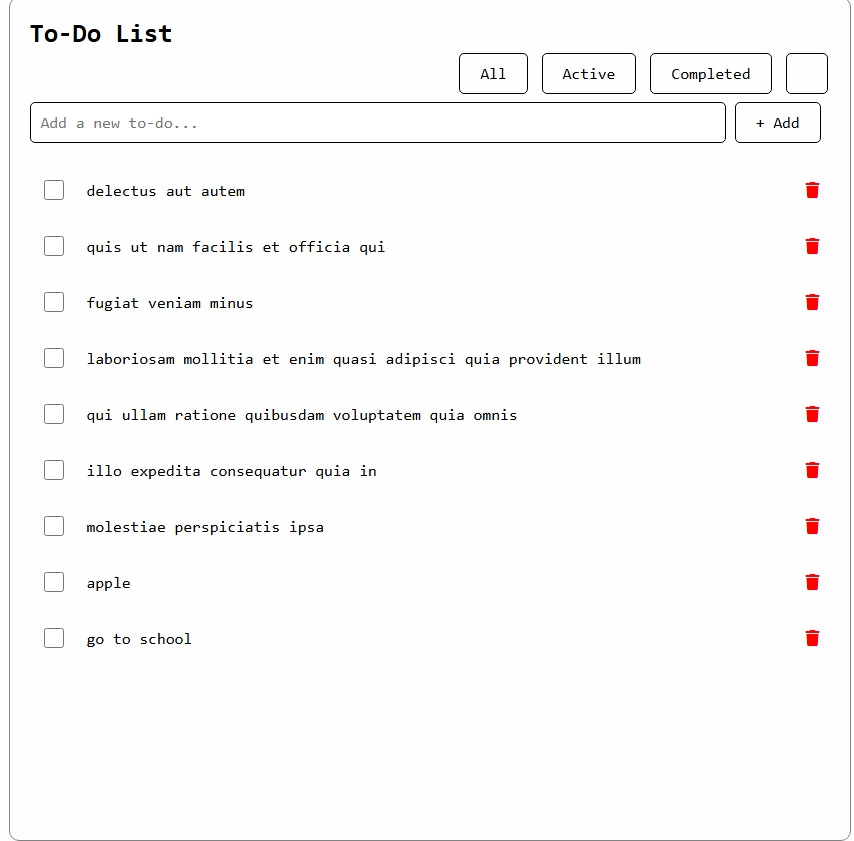 To-Do List
All Active Completed
Add a new to-do... + Add
delectus aut autem
quis ut nam facilis et officia qui
fugiat veniam minus
laboriosam mollitia et enim quasi adipisci quia provident illum
qui ullam ratione quibusdam voluptatem quia omnis
illo expedita consequatur quia in
molestiae perspiciatis ipsa
apple
go to school